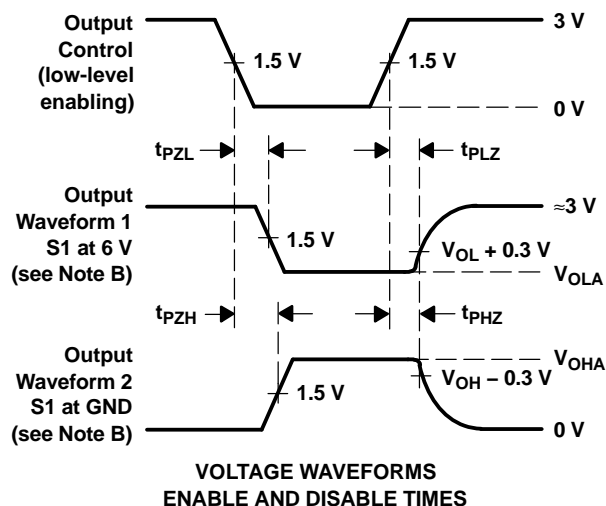 Output
Control
(low-level
enabling)
1.5 V
1.5 V
3 V
0 V
tPZL
tPLZ
Output
Waveform 1
S1 at 6 V
(see Note B)
1.5 V
VOL + 0.3 V
≈3 V
VOLA
tPZH
tPHZ
Output
Waveform 2
S1 at GND
(see Note B)
1.5 V
VOH − 0.3 V
VOHA
0 V
VOLTAGE WAVEFORMS
ENABLE AND DISABLE TIMES